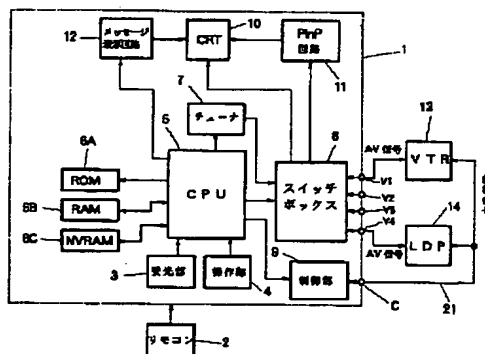 12
メッセージ
表示回路
10
CRT
PinP
回路
11
1
7
チューナ
5
CPU
8
スイッチ
ボックス
6A
ROM
6B
RAM
6C
NVRAM
3
受光部
4
操作部
9
制御部
V1
V2
V3
V4
C
AV信号
13
VTR
14
LDP
AV信号
21
リモコン
2